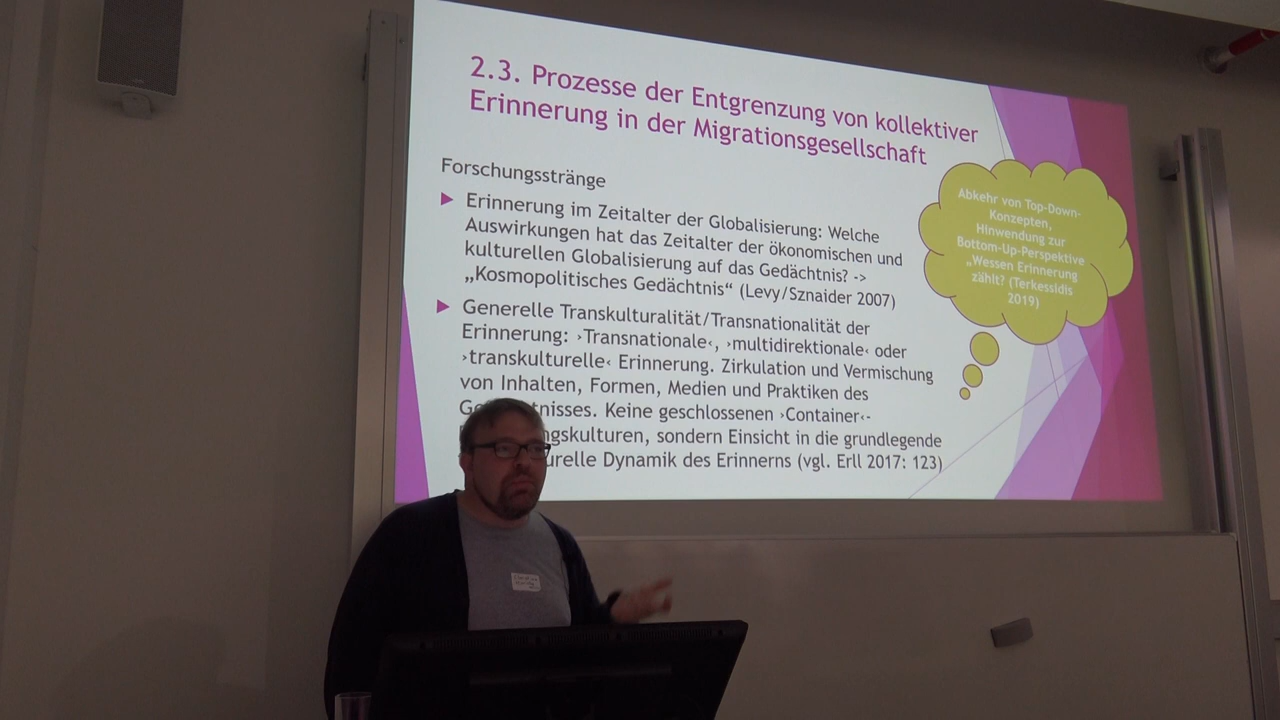 2.3. Prozesse der Entgrenzung von kollektiver
Erinnerung in der Migrationsgesellschaft
Forschungsstränge
Erinnerung im Zeitalter der Globalisierung: Welche
Auswirkungen hat das Zeitalter der ökonomischen und
kulturellen Globalisierung auf das Gedächtnis? ->
„Kosmopolitisches Gedächtnis“ (Levy/Sznaider 2007)
Generelle Transkulturalität/Transnationalität der
Erinnerung: ›Transnationale‹, ›multidirektionale‹ oder
›transkulturelle‹ Erinnerung. Zirkulation und Vermischung
von Inhalten, Formen, Medien und Praktiken des
Keine geschlossenen ›Container‹-
sondern Einsicht in die grundlegende
Dynamik des Erinnerns (vgl. Erll 2017: 123)
Abkehr von Top-Down-
Konzepten,
Hinwendung zur
Bottom-Up-Perspektive
„Wessen Erinnerung
zählt? (Terkessidis
2019)